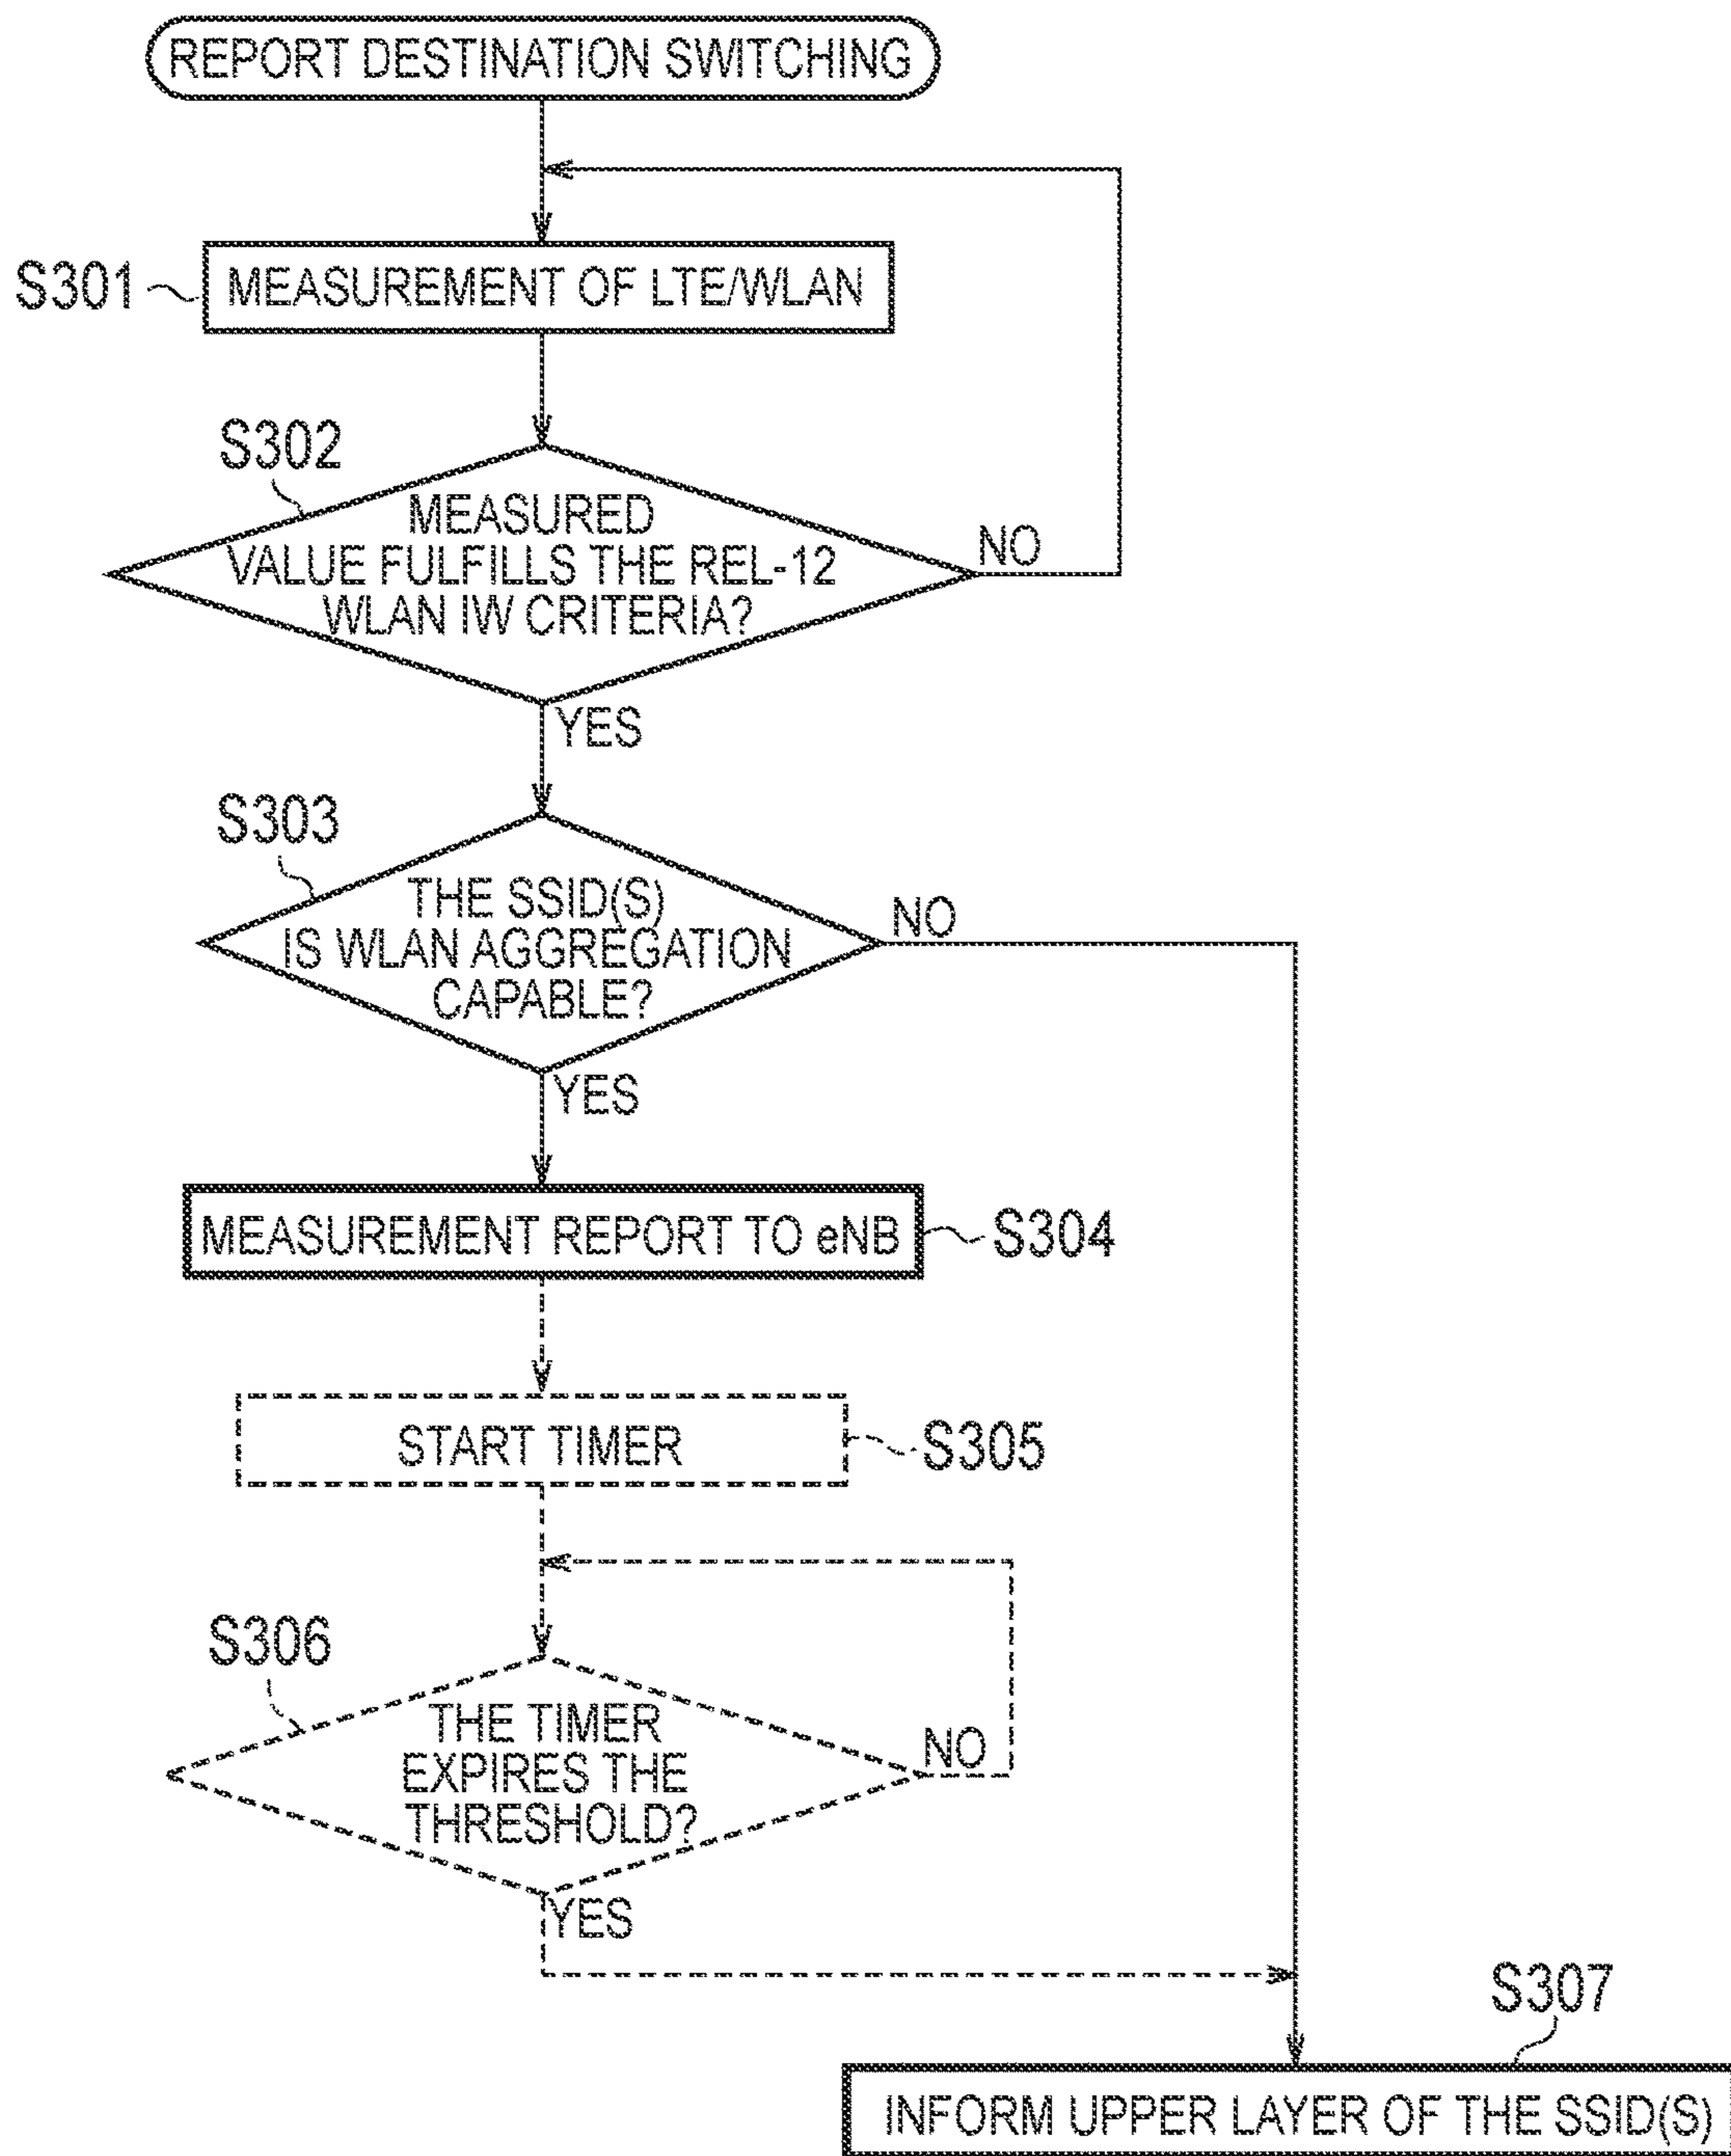 REPORT DESTINATION SWITCHING
S301
MEASUREMENT OF LTE/WLAN
S302
MEASURED
VALUE FULFILLS THE REL-12
WLAN IW CRITERIA?
NO
YES
S303
THE SSID(S)
IS WLAN AGGREGATION
CAPABLE?
NO
YES
MEASUREMENT REPORT TO eNB
S304
START TIMER
S305
S306
THE TIMER
EXPIRES THE
THRESHOLD?
NO
YES
S307
INFORM UPPER LAYER OF THE SSID(S)